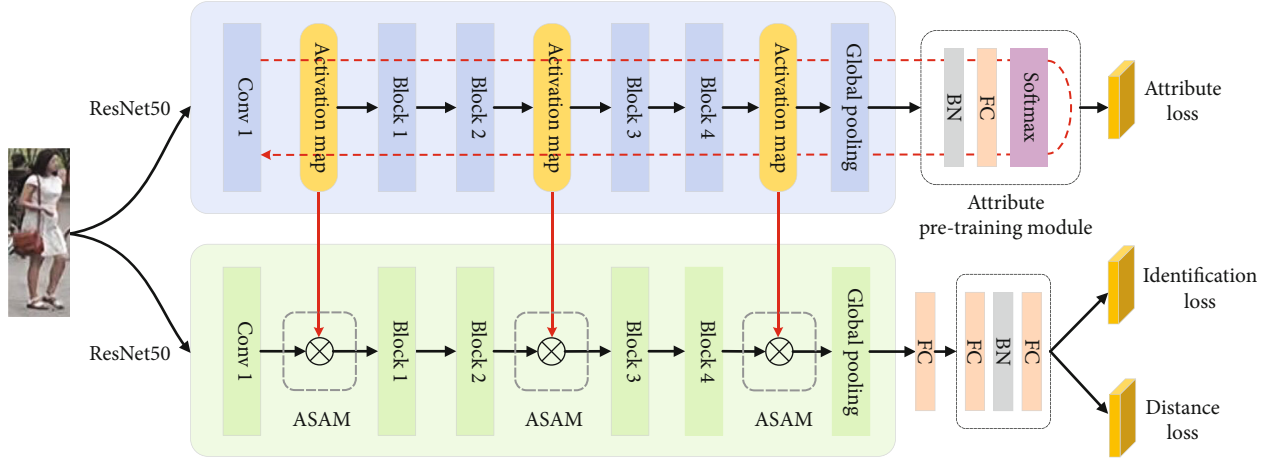 ResNet50
Conv 1
Activation map
Block 1
Block 2
Activation map
Block 3
Block 4
Activation map
Global pooling
BN
FC
Softmax
Attribute
loss
Attribute
pre-training module
ResNet50
Conv 1
ASAM
Block 1
Block 2
ASAM
Block 3
Block 4
ASAM
Global pooling
FC
FC
BN
FC
Identification
loss
Distance
loss